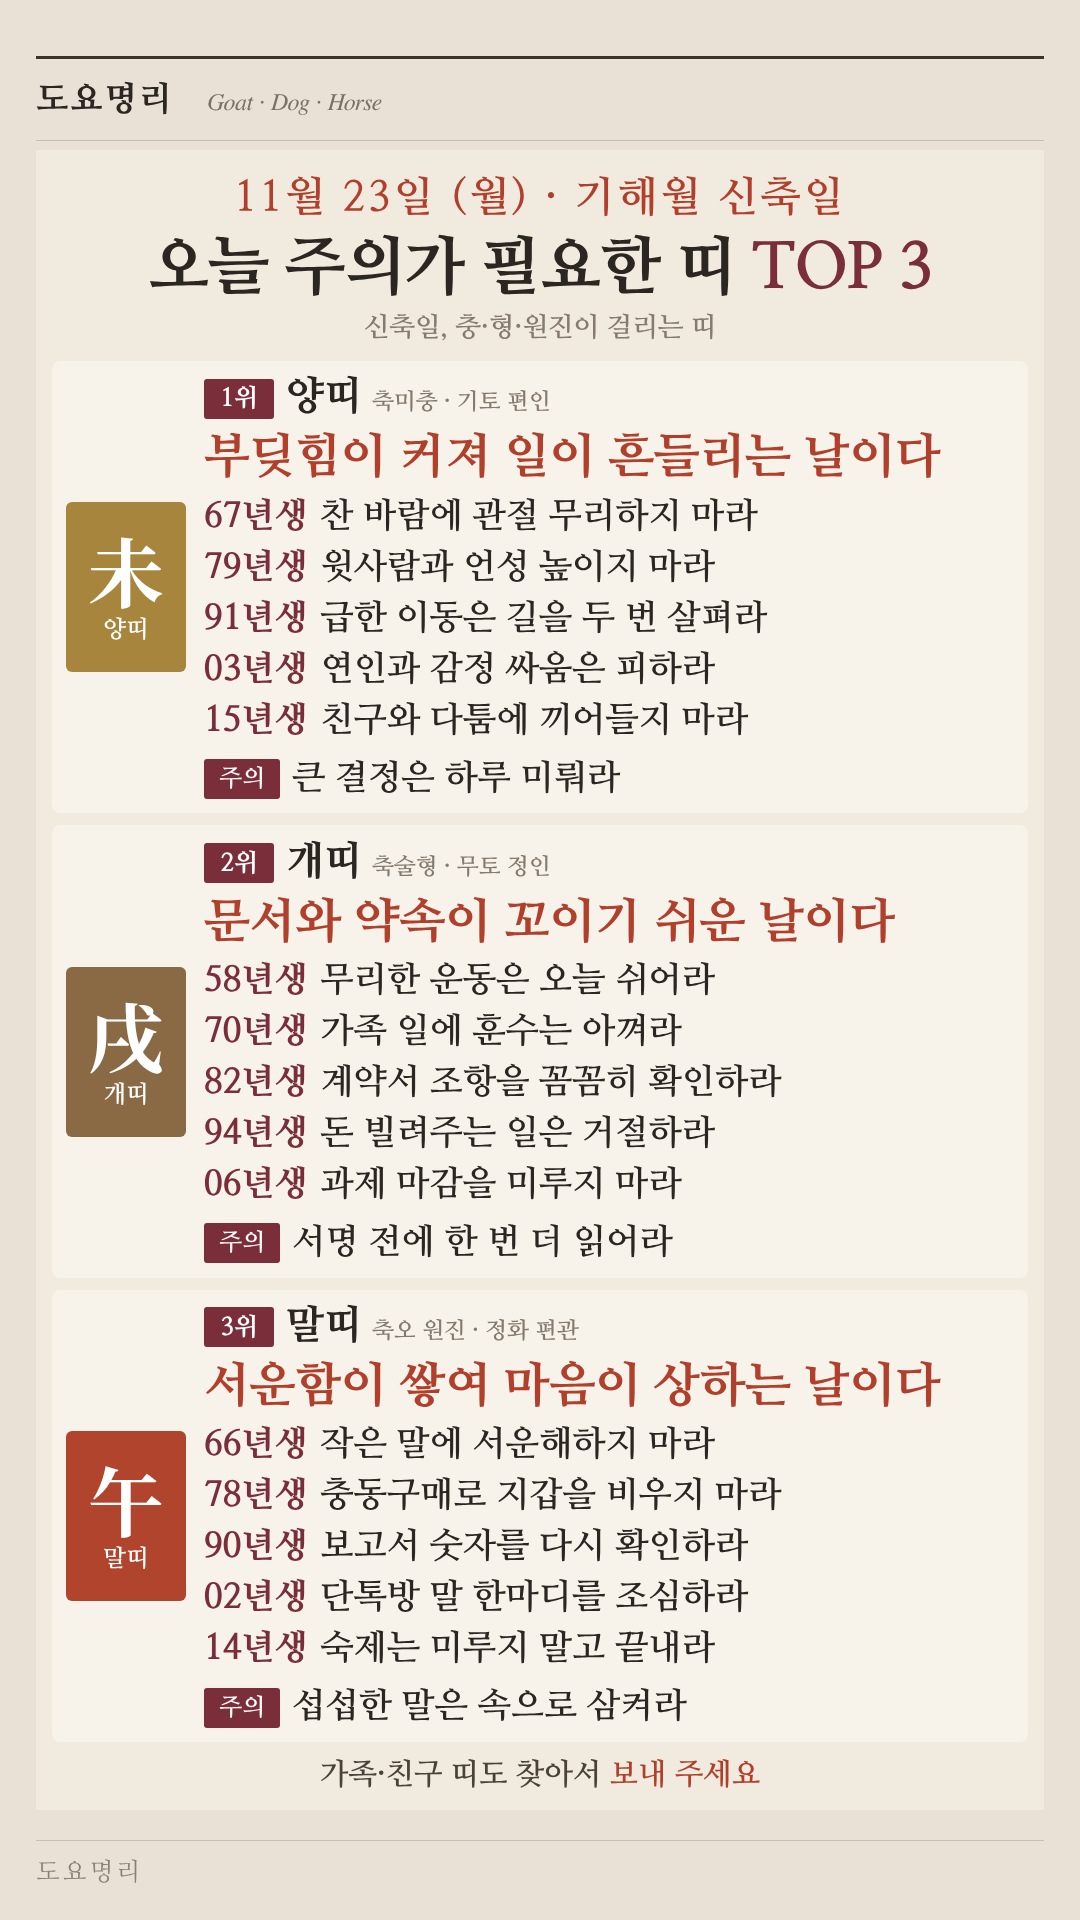 도요명리 Goat · Dog · Horse
11월 23일 (월) · 기해월 신축일
오늘 주의가 필요한 띠 TOP 3
신축일, 충·형·원진이 걸리는 띠
1위 양띠 축미충 · 기토 편인
부딪힘이 커져 일이 흔들리는 날이다
未
양띠
67년생 찬 바람에 관절 무리하지 마라
79년생 윗사람과 언성 높이지 마라
91년생 급한 이동은 길을 두 번 살펴라
03년생 연인과 감정 싸움은 피하라
15년생 친구와 다툼에 끼어들지 마라
주의 큰 결정은 하루 미뤄라
2위 개띠 축술형 · 무토 정인
문서와 약속이 꼬이기 쉬운 날이다
戌
개띠
58년생 무리한 운동은 오늘 쉬어라
70년생 가족 일에 훈수는 아껴라
82년생 계약서 조항을 꼼꼼히 확인하라
94년생 돈 빌려주는 일은 거절하라
06년생 과제 마감을 미루지 마라
주의 서명 전에 한 번 더 읽어라
3위 말띠 축오 원진 · 정화 편관
서운함이 쌓여 마음이 상하는 날이다
午
말띠
66년생 작은 말에 서운해하지 마라
78년생 충동구매로 지갑을 비우지 마라
90년생 보고서 숫자를 다시 확인하라
02년생 단톡방 말 한마디를 조심하라
14년생 숙제는 미루지 말고 끝내라
주의 섭섭한 말은 속으로 삼켜라
가족·친구 띠도 찾아서 보내 주세요
도요명리